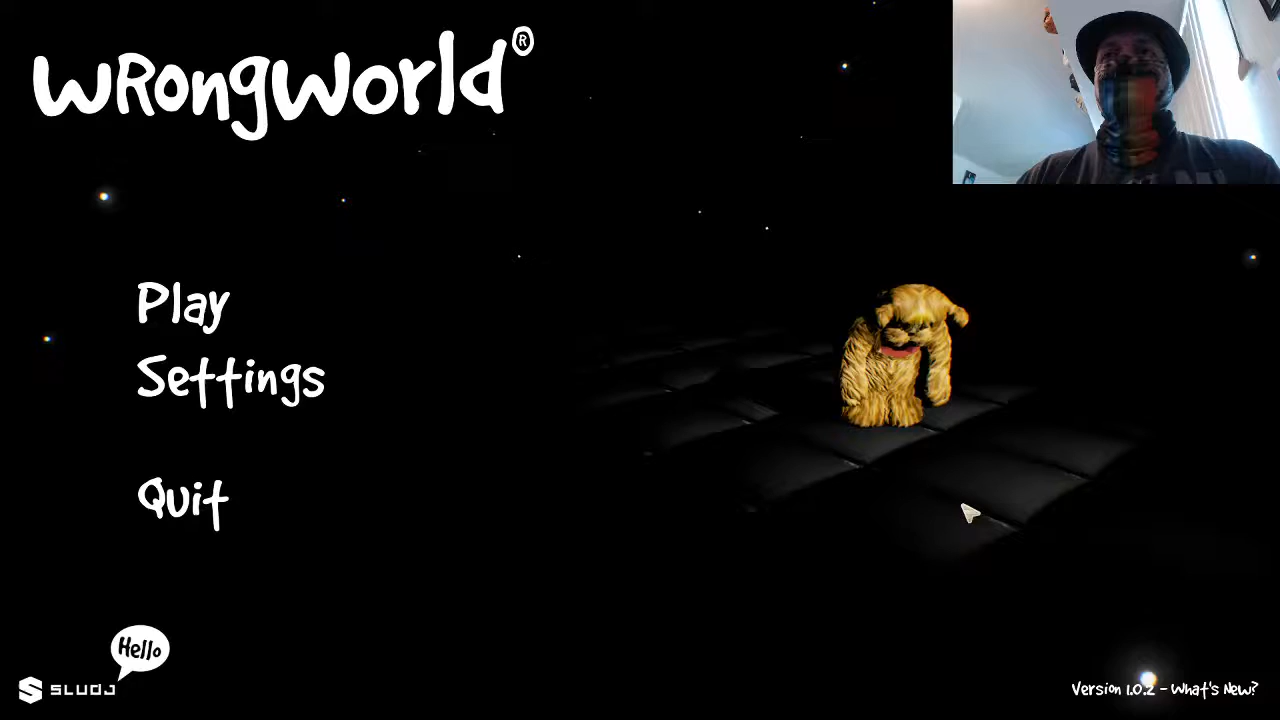 wRongworld®
Play
Settings
Quit
Hello
SLUDJ
Version 1.0.2 - What's New?